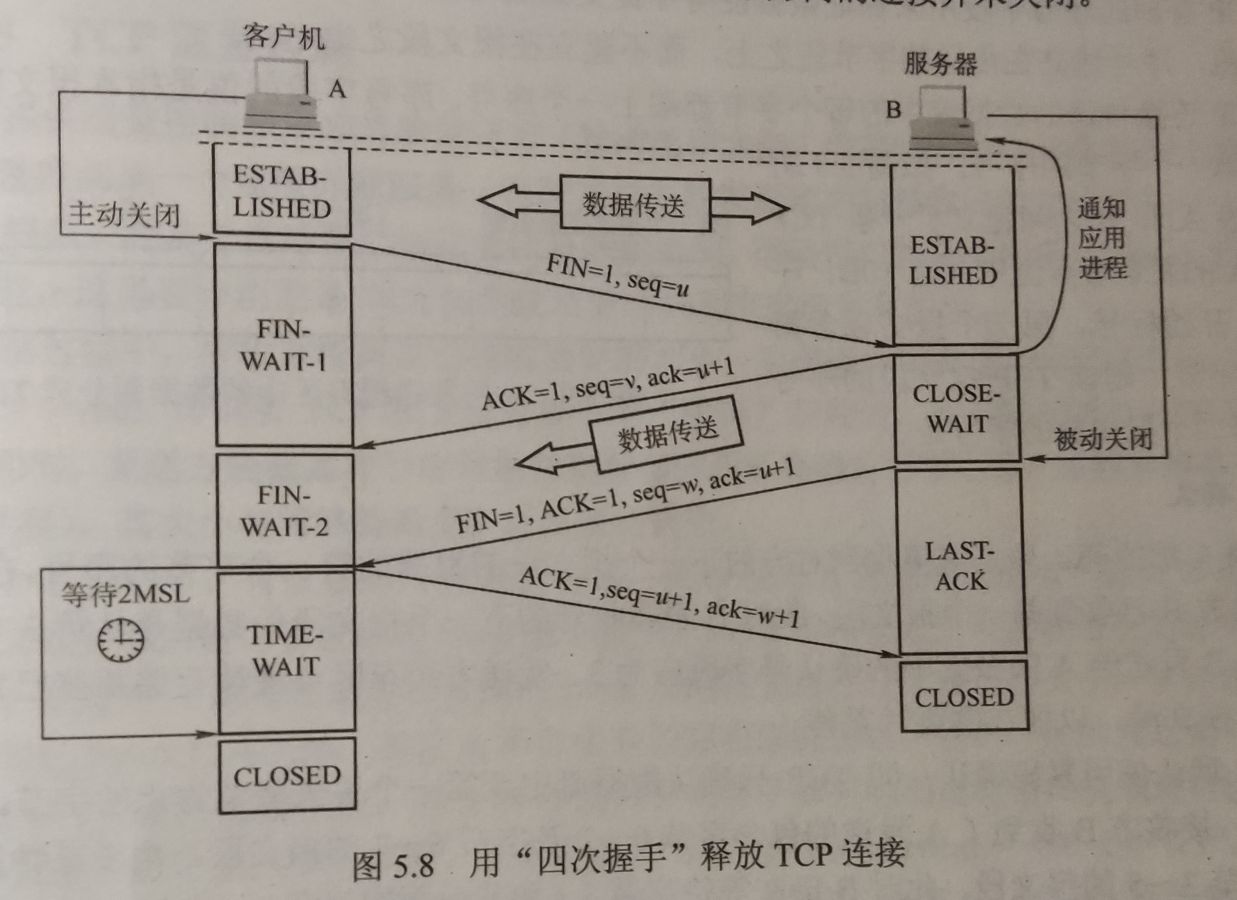 客户机
A
服务器
B
ESTAB-
LISHED
数据传送
主动关闭
ESTAB-
LISHED
通知
应用
进程
FIN=1, seq=u
FIN-
WAIT-1
ACK=1, seq=v, ack=u+1
CLOSE-
WAIT
数据传送
被动关闭
FIN=1, ACK=1, seq=w, ack=u+1
FIN-
WAIT-2
LAST-
ACK
等待2MSL
ACK=1,seq=u+1, ack=w+1
TIME-
WAIT
CLOSED
CLOSED
图 5.8 用“四次握手”释放 TCP 连接